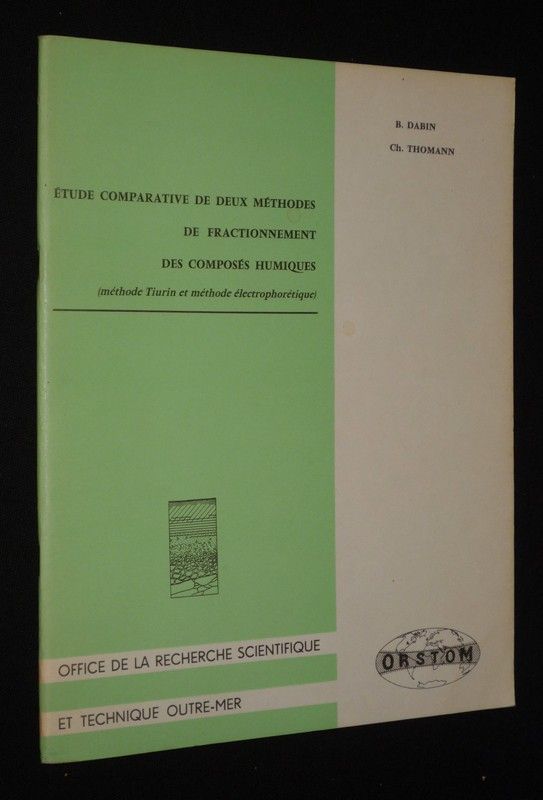 B. DABIN
Ch. THOMANN
ÉTUDE COMPARATIVE DE DEUX MÉTHODES
DE FRACTIONNEMENT
DES COMPOSÉS HUMIQUES
(méthode Tiurin et méthode électrophorétique)
OFFICE DE LA RECHERCHE SCIENTIFIQUE
ET TECHNIQUE OUTRE-MER
ORSTOM